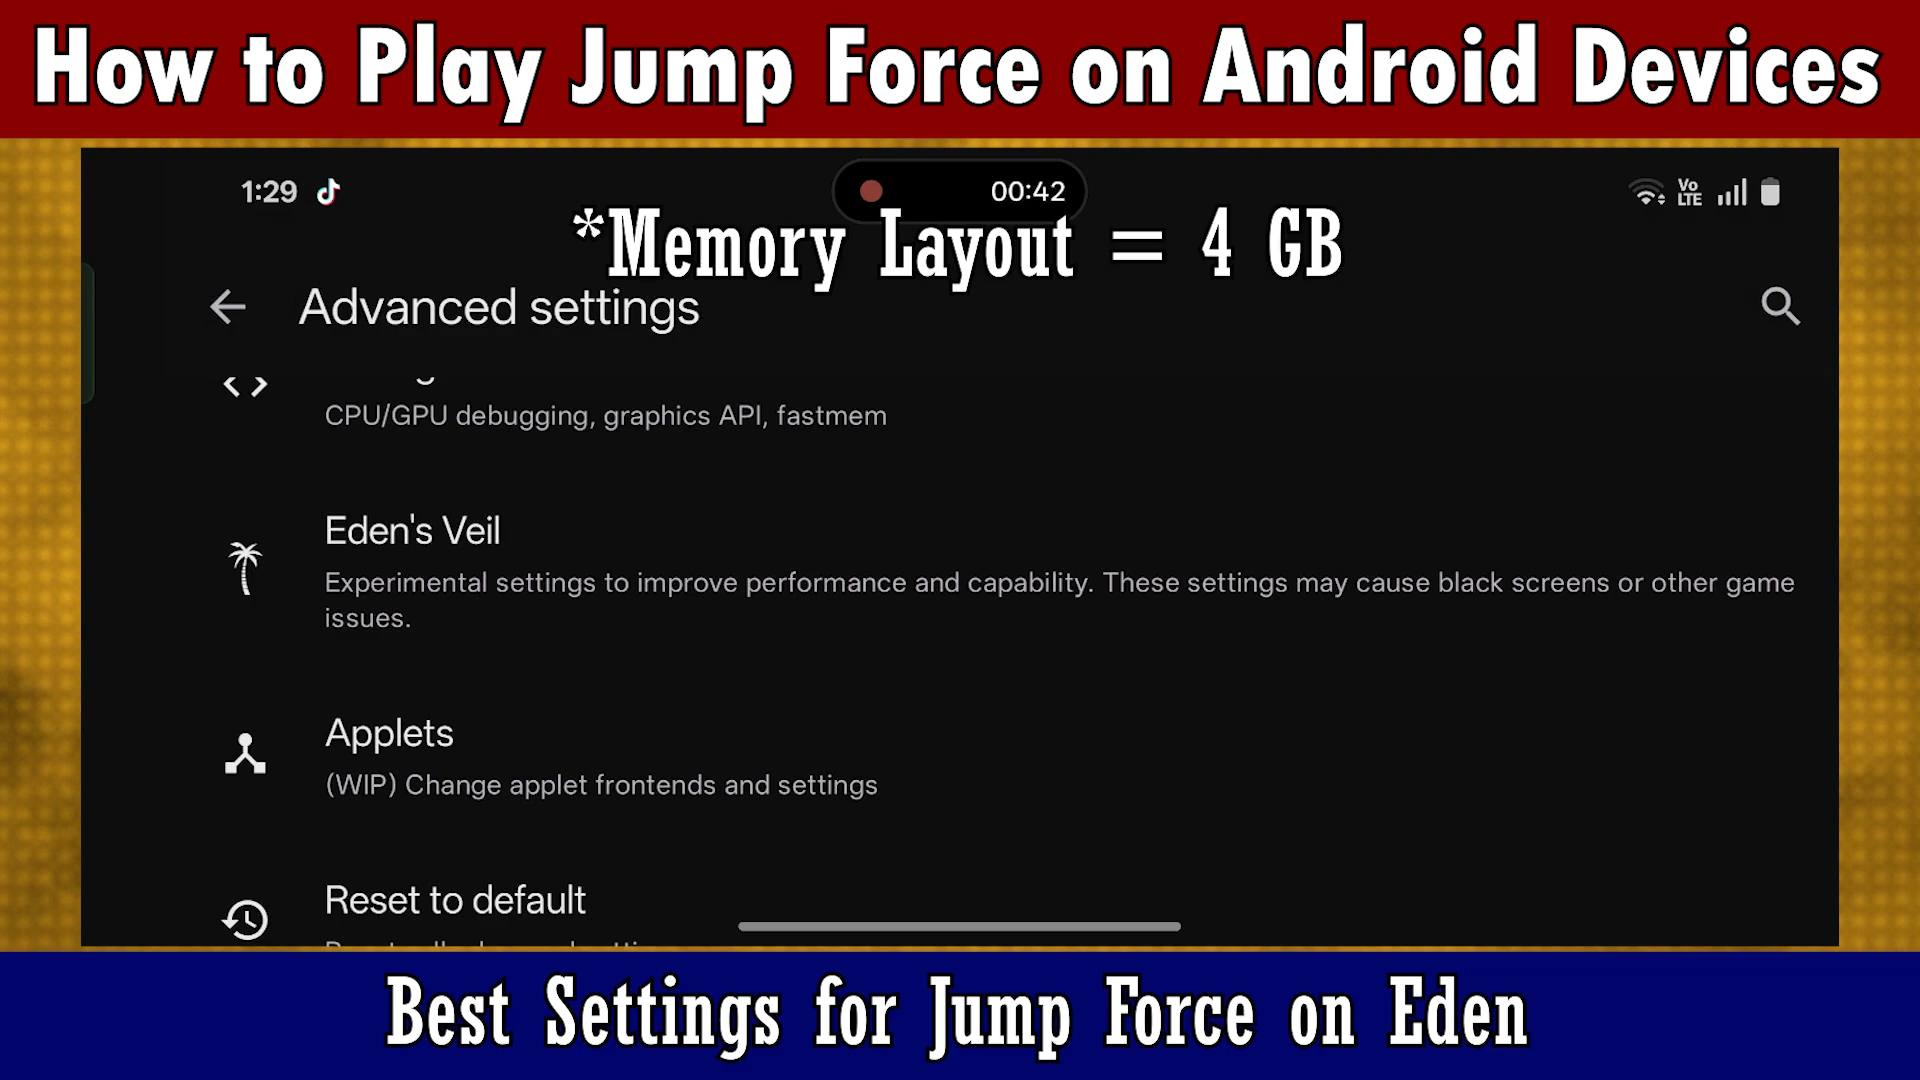 How to Play Jump Force on Android Devices
1:29
00:42
Vo
LTE
*Memory Layout = 4 GB
Advanced settings
CPU/GPU debugging, graphics API, fastmem
Eden's Veil
Experimental settings to improve performance and capability. These settings may cause black screens or other game
issues.
Applets
(WIP) Change applet frontends and settings
Reset to default
Best Settings for Jump Force on Eden